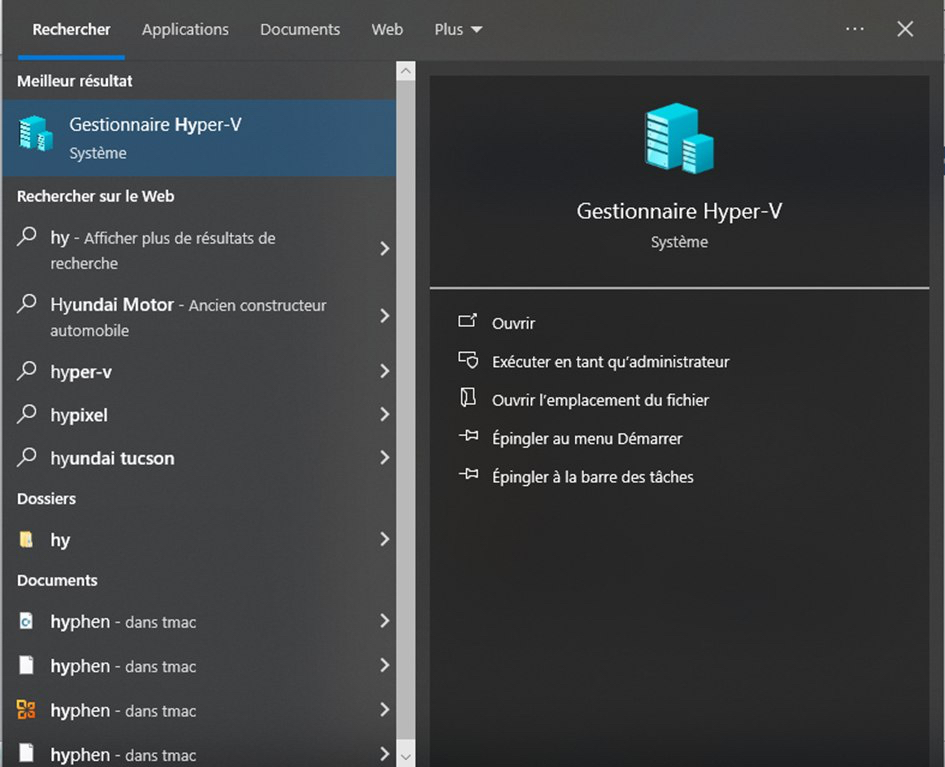 Rechercher Applications Documents Web Plus
Meilleur résultat
Gestionnaire Hyper-V
Système
Rechercher sur le Web
hy - Afficher plus de résultats de
recherche
Hyundai Motor - Ancien constructeur
automobile
hyper-v
hypixel
hyundai tucson
Dossiers
hy
Documents
hyphen - dans tmac
hyphen - dans tmac
hyphen - dans tmac
hyphen - dans tmac
Gestionnaire Hyper-V
Système
Ouvrir
Exécuter en tant qu'administrateur
Ouvrir l'emplacement du fichier
Épingler au menu Démarrer
Épingler à la barre des tâches